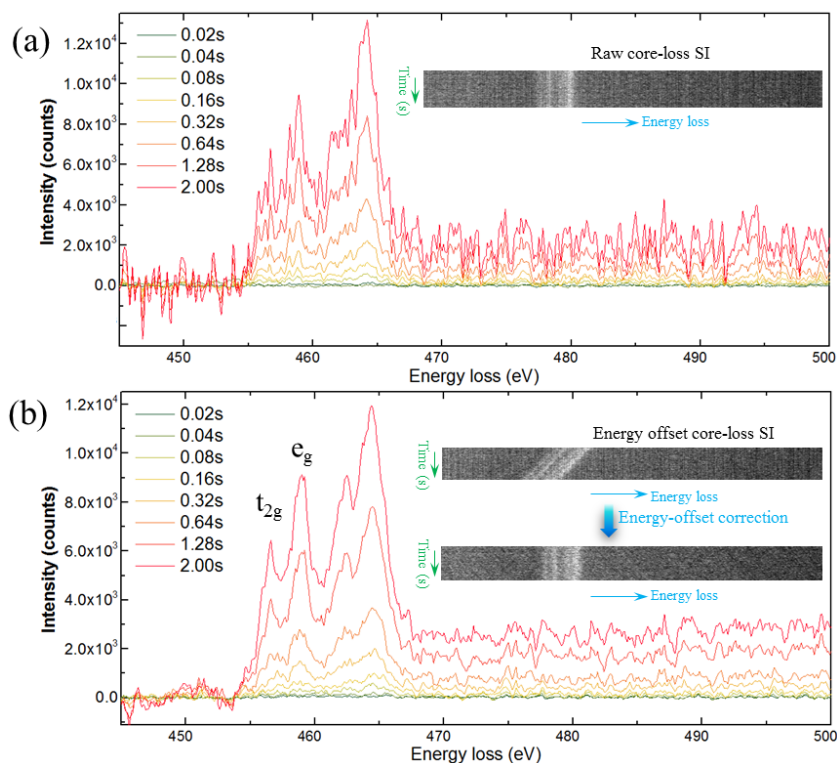 (a)
0.02s
0.04s
0.08s
0.16s
0.32s
0.64s
1.28s
2.00s
Raw core-loss SI
Time (s)
Energy loss
Intensity (counts)
1.2x10⁴
1.0x10⁴
8.0x10³
6.0x10³
4.0x10³
2.0x10³
0.0
450 460 470 480 490 500
Energy loss (eV)
(b)
0.02s
0.04s
0.08s
0.16s
0.32s
0.64s
1.28s
2.00s
t₂g
eg
Energy offset core-loss SI
Time (s)
Energy loss
Energy-offset correction
Time (s)
Energy loss
Intensity (counts)
1.2x10⁴
1.0x10⁴
8.0x10³
6.0x10³
4.0x10³
2.0x10³
0.0
450 460 470 480 490 500
Energy loss (eV)